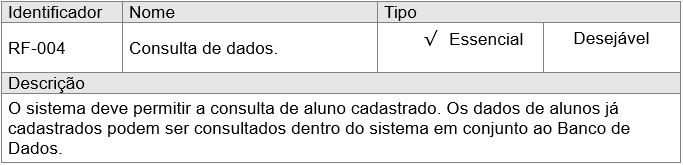 Identificador Nome Tipo
RF-004 Consulta de dados. √ Essencial Desejável
Descrição
O sistema deve permitir a consulta de aluno cadastrado. Os dados de alunos já
cadastrados podem ser consultados dentro do sistema em conjunto ao Banco de
Dados.